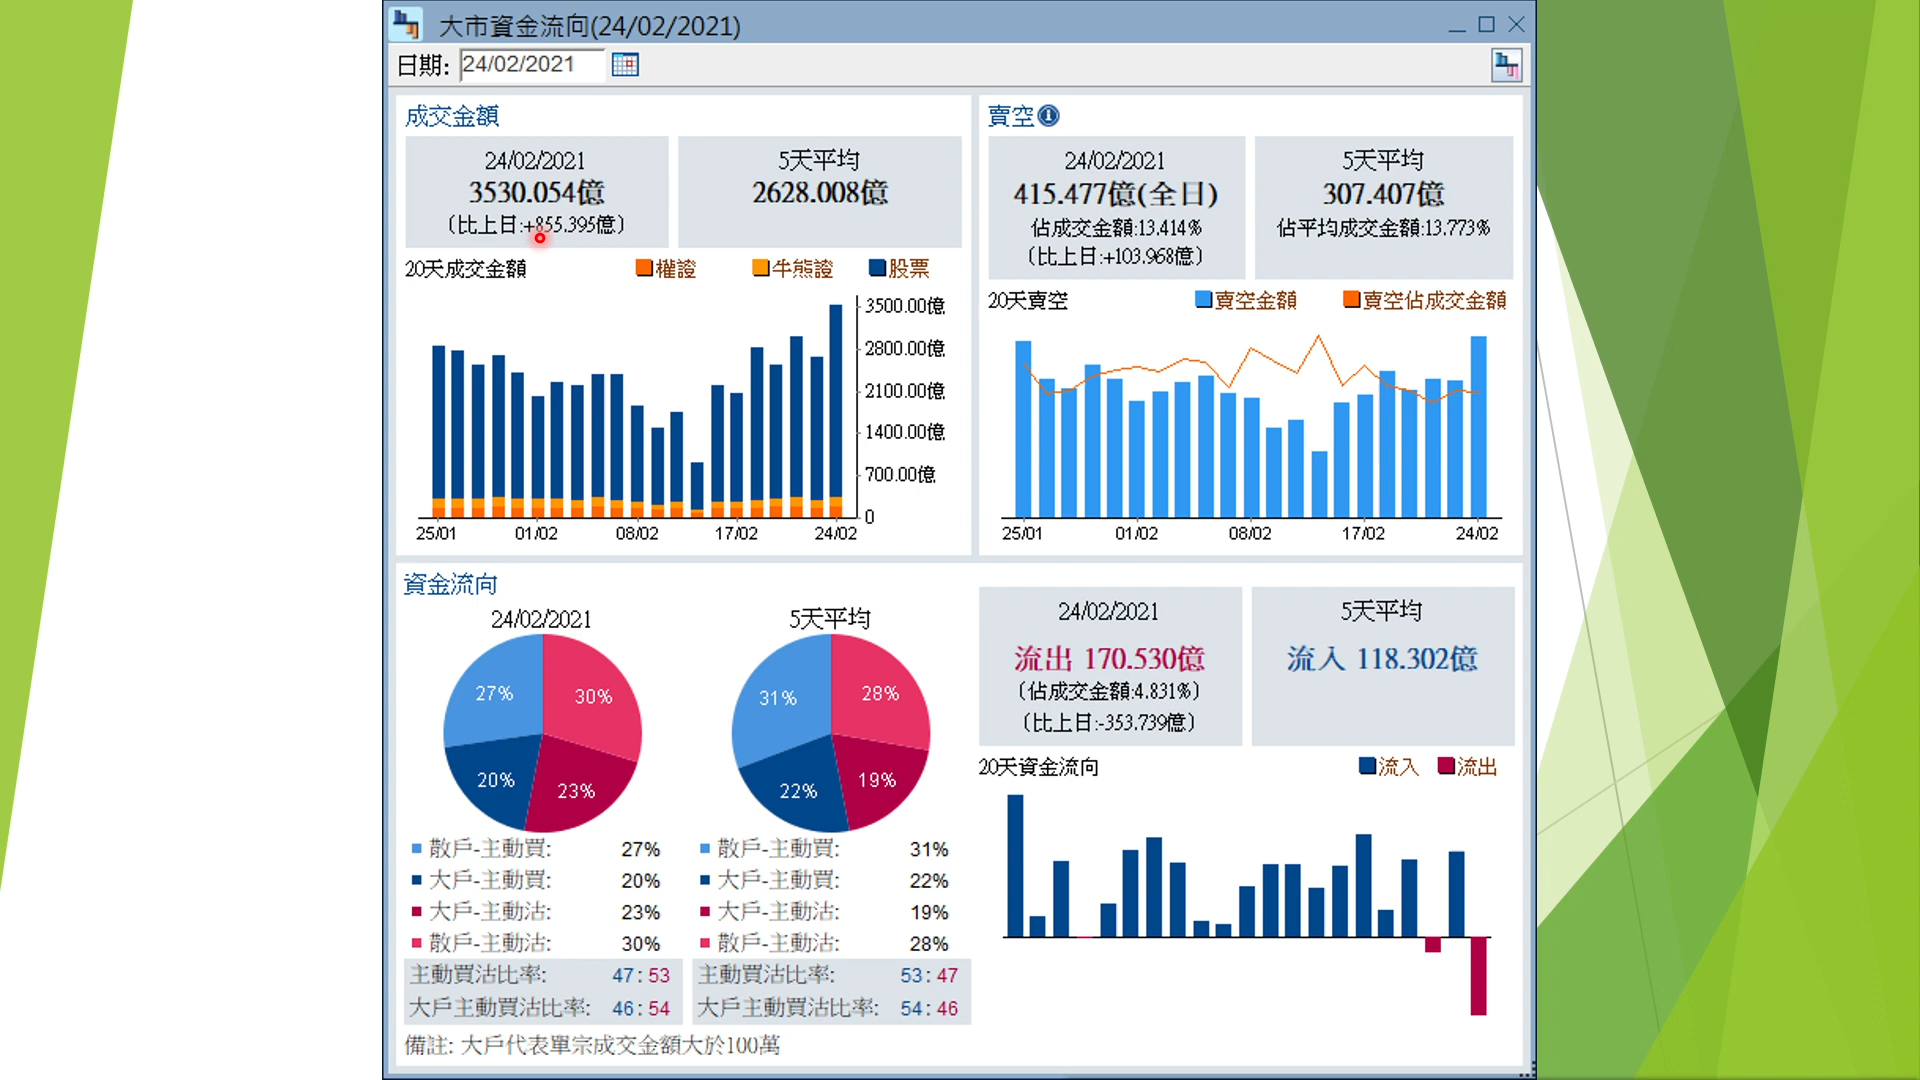 大市資金流向(24/02/2021)
日期: 24/02/2021
成交金額
24/02/2021
3530.054億
(比上日:+855.395億)
5天平均
2628.008億
20天成交金額
權證
牛熊證
股票
3500.00億
2800.00億
2100.00億
1400.00億
700.00億
0
25/01 01/02 08/02 17/02 24/02
賣空
24/02/2021
415.477億(全日)
佔成交金額:13.414%
(比上日:+103.968億)
5天平均
307.407億
佔平均成交金額:13.773%
20天賣空
賣空金額
賣空佔成交金額
25/01 01/02 08/02 17/02 24/02
資金流向
24/02/2021
27%
30%
20%
23%
散戶-主動買: 27%
大戶-主動買: 20%
大戶-主動沽: 23%
散戶-主動沽: 30%
主動買沽比率: 47:53
大戶主動買沽比率: 46:54
5天平均
31%
28%
22%
19%
散戶-主動買: 31%
大戶-主動買: 22%
大戶-主動沽: 19%
散戶-主動沽: 28%
主動買沽比率: 53:47
大戶主動買沽比率: 54:46
備註: 大戶代表單宗成交金額大於100萬
24/02/2021
流出 170.530億
(佔成交金額:4.831%)
(比上日:-353.739億)
5天平均
流入 118.302億
20天資金流向
流入
流出